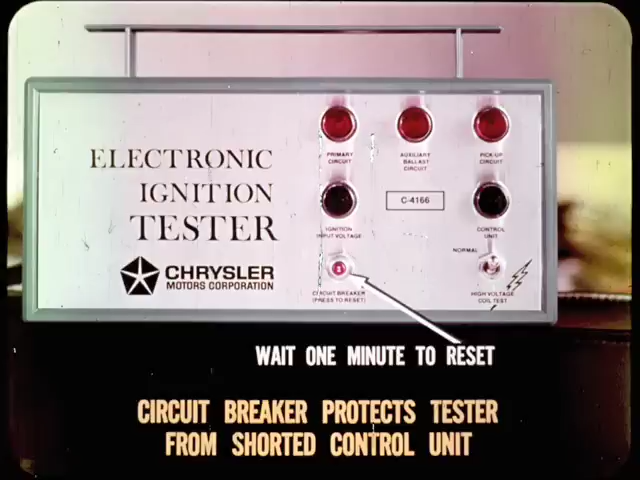 ELECTRONIC
IGNITION
TESTER
CHRYSLER
MOTORS CORPORATION
PRIMARY
CIRCUIT
AUXILIARY
BALLAST
CIRCUIT
PICK-UP
CIRCUIT
IGNITION
INPUT VOLTAGE
C-4166
CONTROL
UNIT
NORMAL
CIRCUIT BREAKER
(PRESS TO RESET)
HIGH VOLTAGE
COIL TEST
WAIT ONE MINUTE TO RESET
CIRCUIT BREAKER PROTECTS TESTER
FROM SHORTED CONTROL UNIT